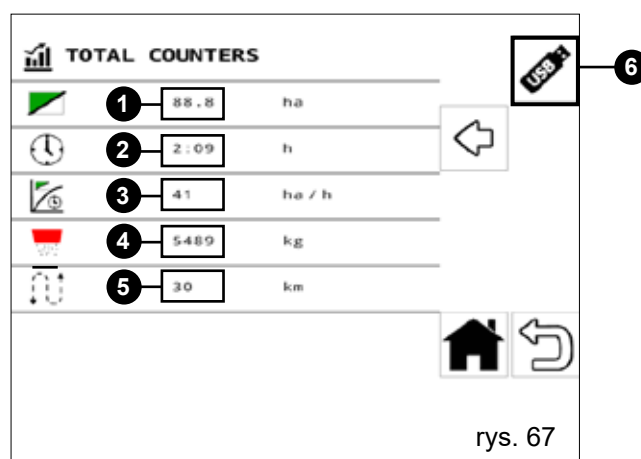 TOTAL COUNTERS
USB
6
1 88.8 ha
2 2:09 h
3 41 ha / h
4 5489 kg
5 30 km
rys. 67